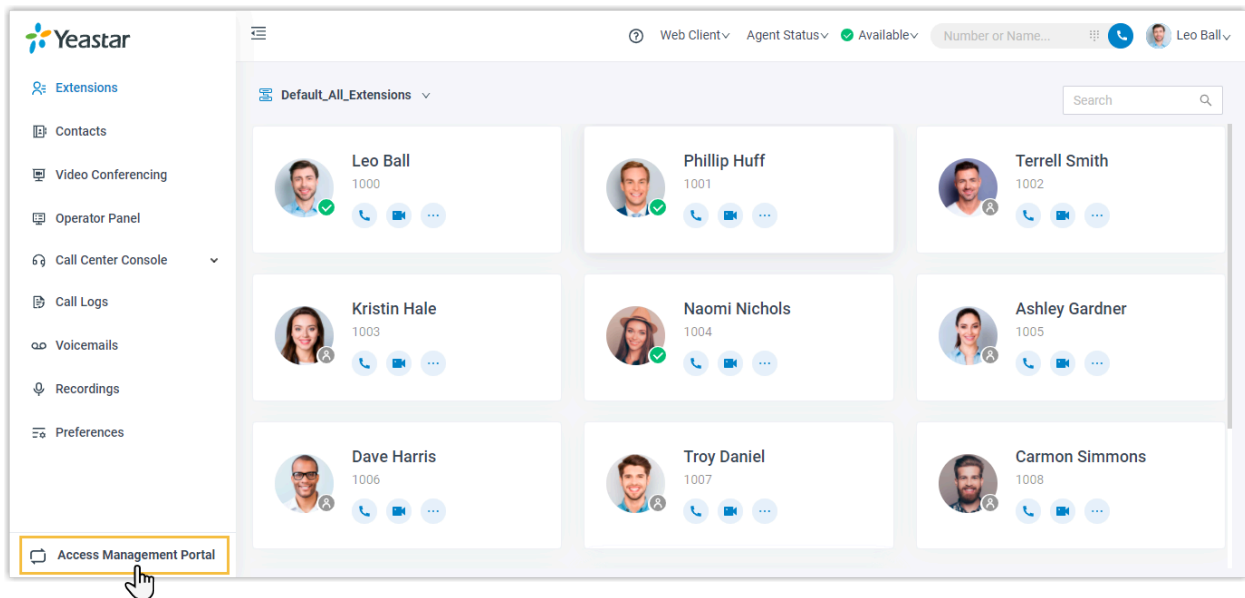 Yeastar
Web Client Agent Status Available Number or Name... Leo Ball
Extensions
Contacts
Video Conferencing
Operator Panel
Call Center Console
Call Logs
Voicemails
Recordings
Preferences
Access Management Portal
Default_All_Extensions
Search
Leo Ball
1000
Phillip Huff
1001
Terrell Smith
1002
Kristin Hale
1003
Naomi Nichols
1004
Ashley Gardner
1005
Dave Harris
1006
Troy Daniel
1007
Carmon Simmons
1008